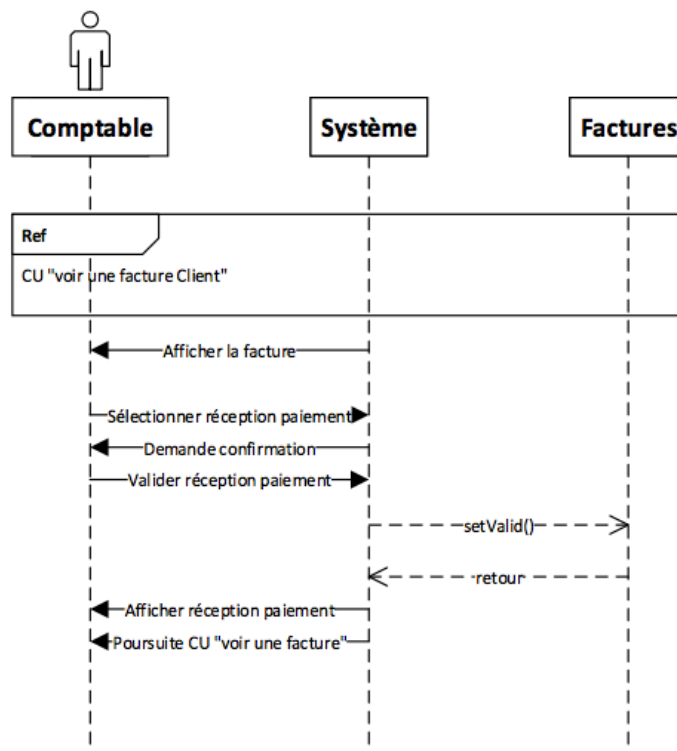 Comptable
Système
Factures
Ref
CU "voir une facture Client"
Afficher la facture
Sélectionner réception paiement
Demande confirmation
Valider réception paiement
setValid()
retour
Afficher réception paiement
Poursuite CU "voir une facture"